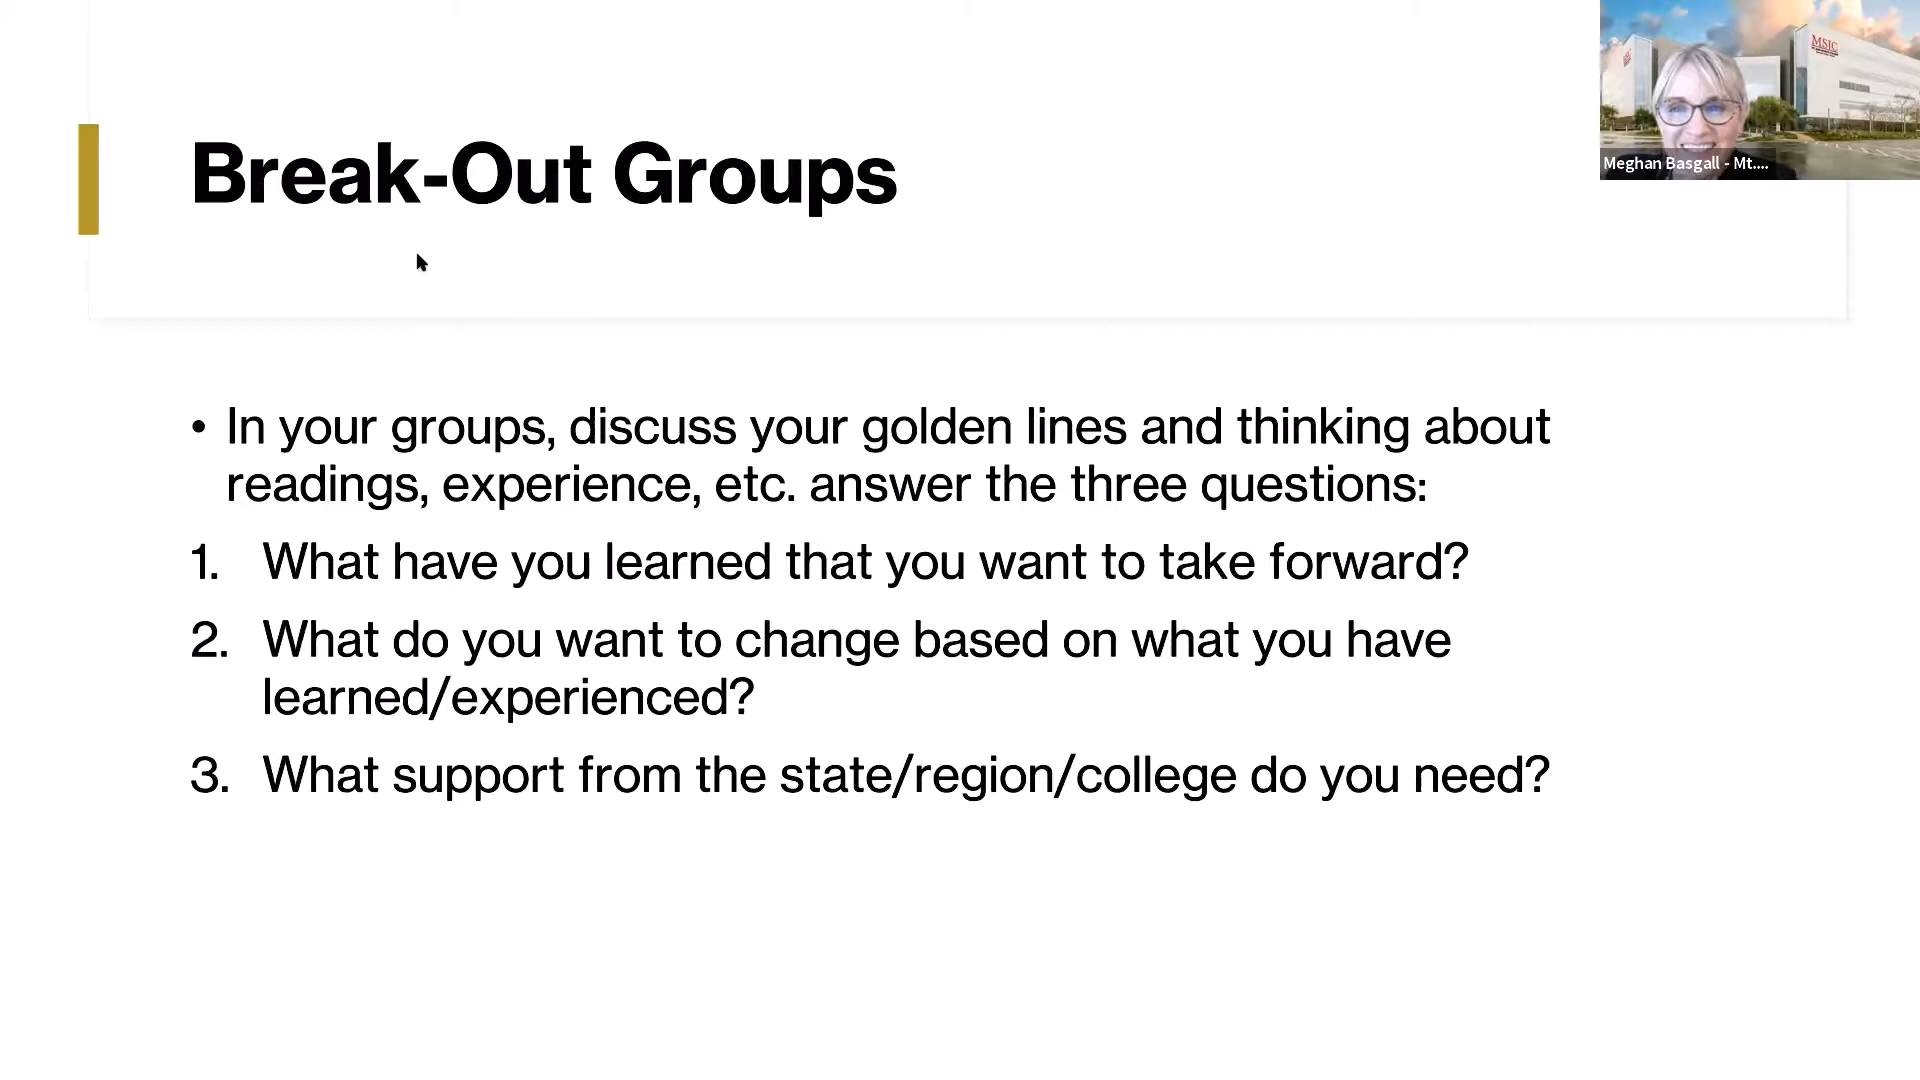 Break-Out Groups
MSJC
Meghan Basgall - Mt....
• In your groups, discuss your golden lines and thinking about
readings, experience, etc. answer the three questions:
1. What have you learned that you want to take forward?
2. What do you want to change based on what you have
learned/experienced?
3. What support from the state/region/college do you need?